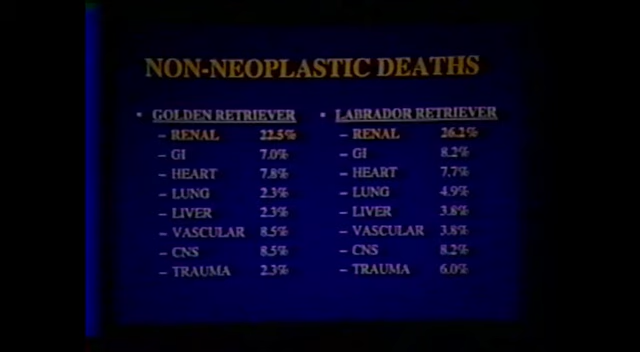 NON-NEOPLASTIC DEATHS
• GOLDEN RETRIEVER
– RENAL 22.5%
– GI 7.0%
– HEART 7.8%
– LUNG 2.3%
– LIVER 2.3%
– VASCULAR 8.5%
– CNS 8.5%
– TRAUMA 2.3%
• LABRADOR RETRIEVER
– RENAL 26.2%
– GI 8.2%
– HEART 7.7%
– LUNG 4.9%
– LIVER 3.8%
– VASCULAR 3.8%
– CNS 8.2%
– TRAUMA 6.0%